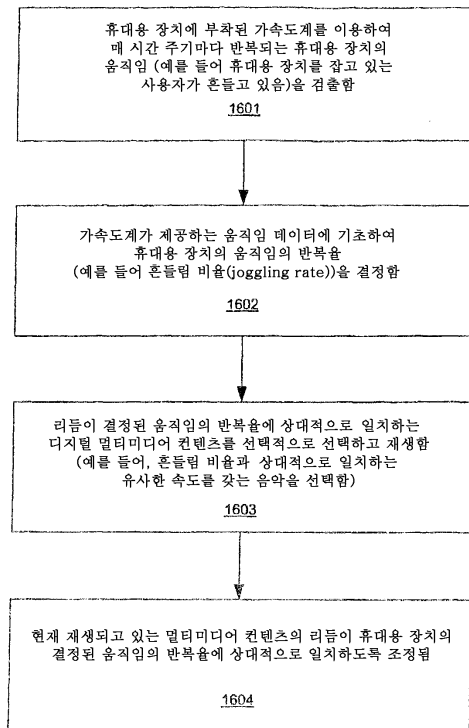 휴대용 장치에 부착된 가속도계를 이용하여
매 시간 주기마다 반복되는 휴대용 장치의
움직임 (예를 들어 휴대용 장치를 잡고 있는
사용자가 흔들고 있음)을 검출함
1601
가속도계가 제공하는 움직임 데이터에 기초하여
휴대용 장치의 움직임의 반복율
(예를 들어 흔들림 비율(joggling rate))을 결정함
1602
리듬이 결정된 움직임의 반복율에 상대적으로 일치하는
디지털 멀티미디어 컨텐츠를 선택적으로 선택하고 재생함
(예를 들어, 흔들림 비율과 상대적으로 일치하는
유사한 속도를 갖는 음악을 선택함)
1603
현재 재생되고 있는 멀티미디어 컨텐츠의 리듬이 휴대용 장치의
결정된 움직임의 반복율에 상대적으로 일치하도록 조정됨
1604